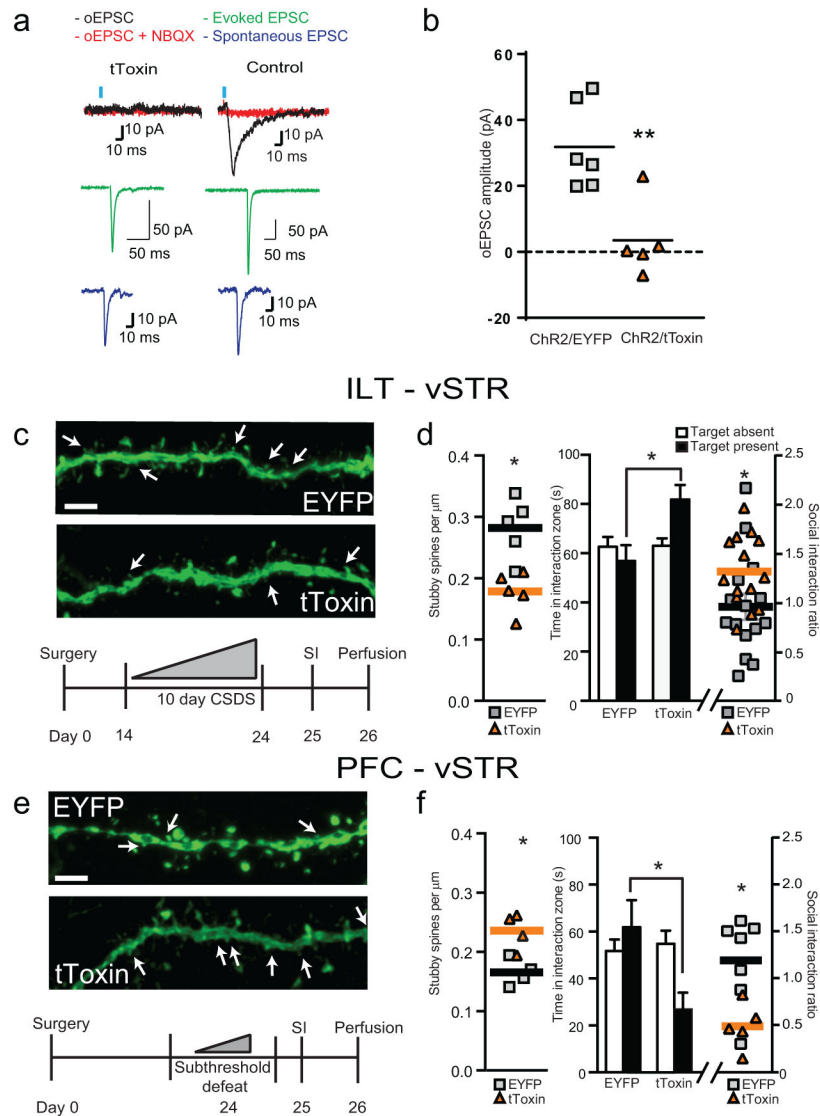 a
- oEPSC - Evoked EPSC
- oEPSC + NBQX - Spontaneous EPSC
tToxin Control
10 pA
10 ms
10 pA
10 ms
50 pA
50 ms
50 pA
50 ms
10 pA
10 ms
10 pA
10 ms
b
oEPSC amplitude (pA)
60
40
20
0
-20
**
ChR2/EYFP ChR2/tToxin
ILT - vSTR
c
EYFP
tToxin
Surgery SI Perfusion
10 day CSDS
Day 0 14 24 25 26
d
Stubby spines per µm
0.4
0.3
0.2
0.1
0.0
*
EYFP
tToxin
Target absent
Target present
Time in interaction zone (s)
100
80
60
40
20
0
*
EYFP tToxin
*
2.5
2.0
1.5
1.0
0.5
0
Social interaction ratio
EYFP
tToxin
PFC - vSTR
e
EYFP
tToxin
Surgery SI Perfusion
Subthreshold
defeat
Day 0 24 25 26
f
Stubby spines per µm
0.4
0.3
0.2
0.1
0.0
*
EYFP
tToxin
Time in interaction zone (s)
100
80
60
40
20
0
*
EYFP tToxin
*
2.5
2.0
1.5
1.0
0.5
0
Social interaction ratio
EYFP
tToxin